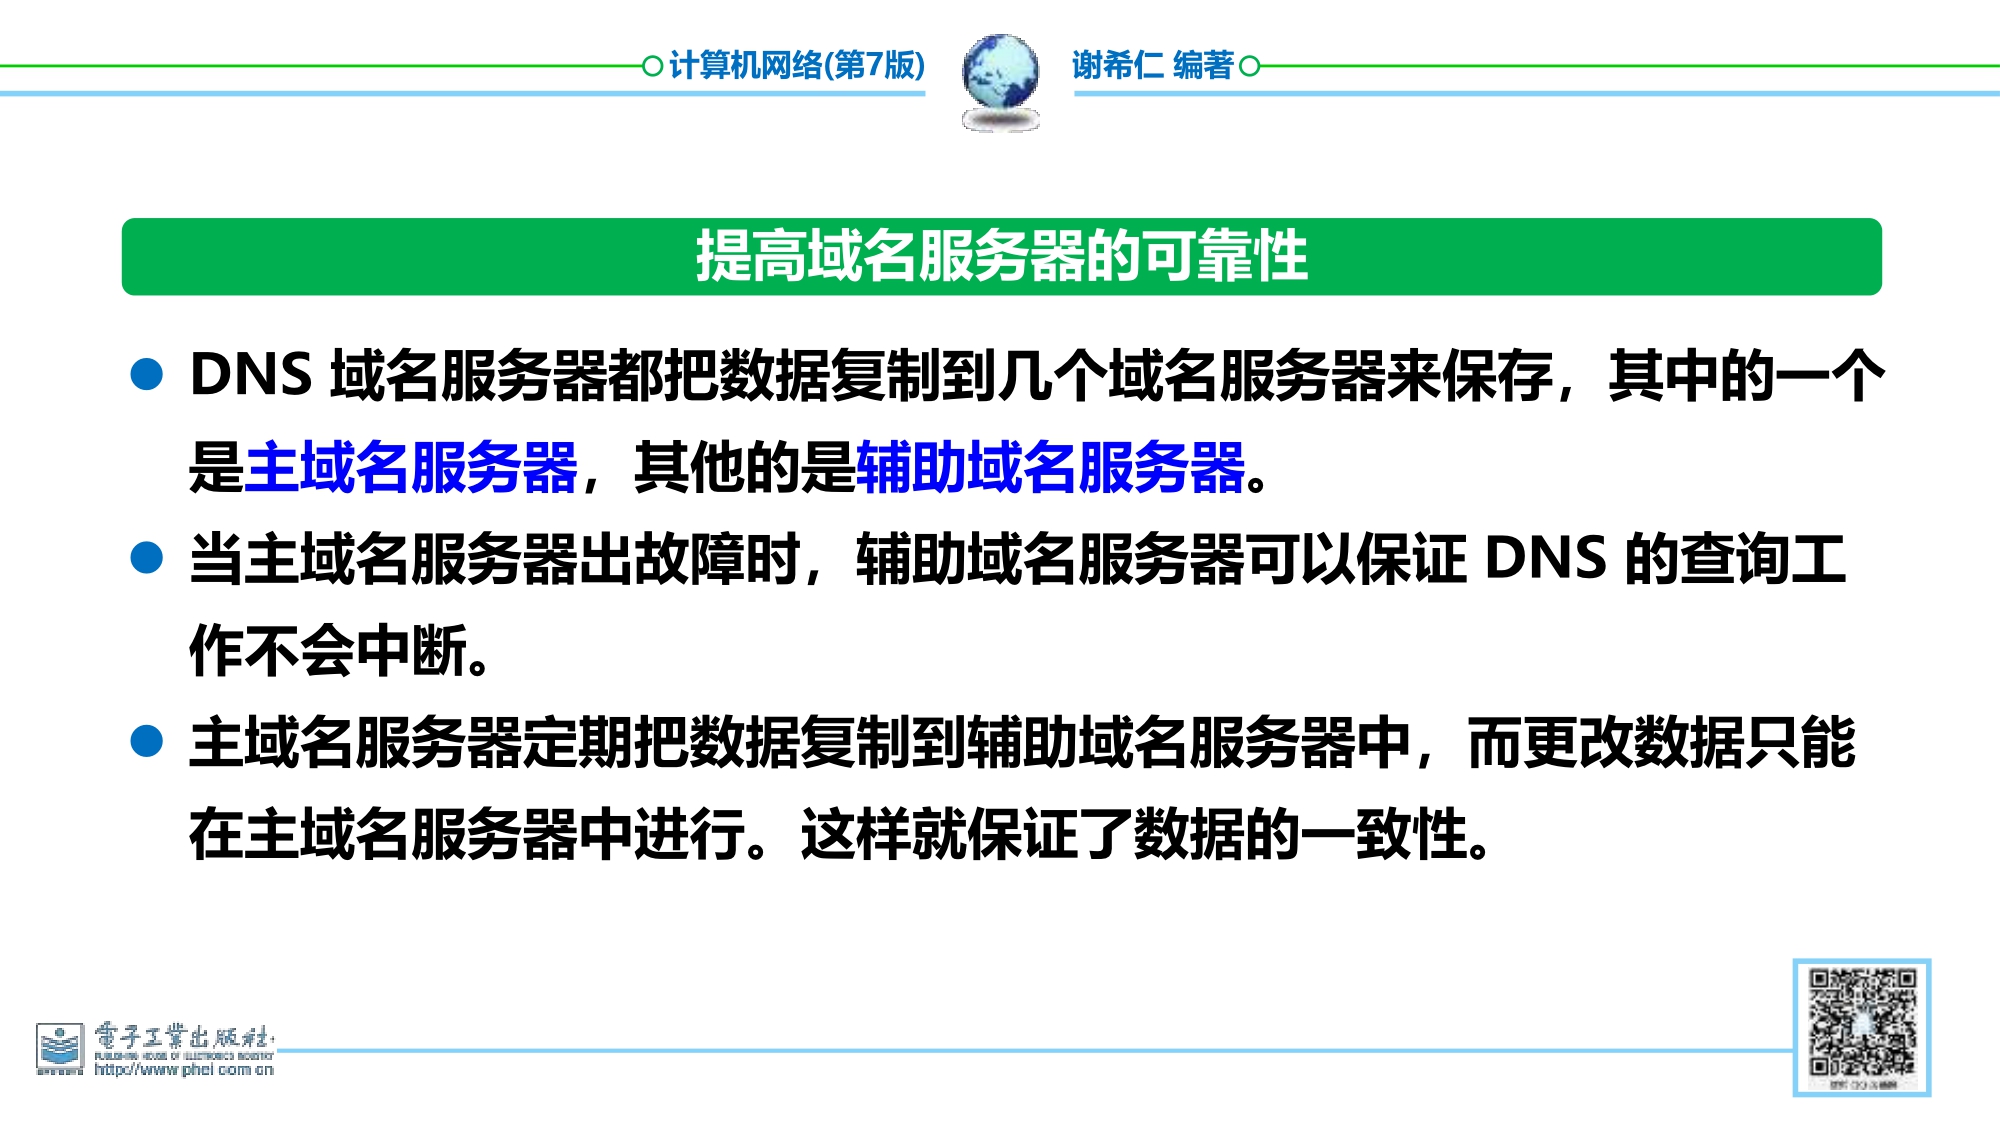 计算机网络(第7版)
谢希仁 编著
提高域名服务器的可靠性
DNS 域名服务器都把数据复制到几个域名服务器来保存，其中的一个
是主域名服务器，其他的是辅助域名服务器。
当主域名服务器出故障时，辅助域名服务器可以保证 DNS 的查询工
作不会中断。
主域名服务器定期把数据复制到辅助域名服务器中，而更改数据只能
在主域名服务器中进行。这样就保证了数据的一致性。
電子工業出版社
PUBLISHING HOUSE OF ELECTRONICS INDUSTRY
http://www.phei.com.cn